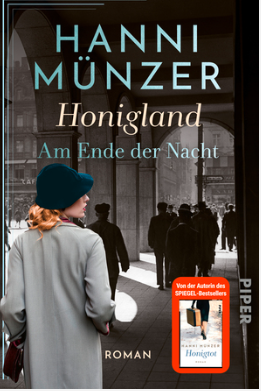 HANNI
MÜNZER
Honigland
Am Ende der Nacht
ROMAN
Von der Autorin des
SPIEGEL-Bestsellers
HANNI MÜNZER
Honigtot
PIPER